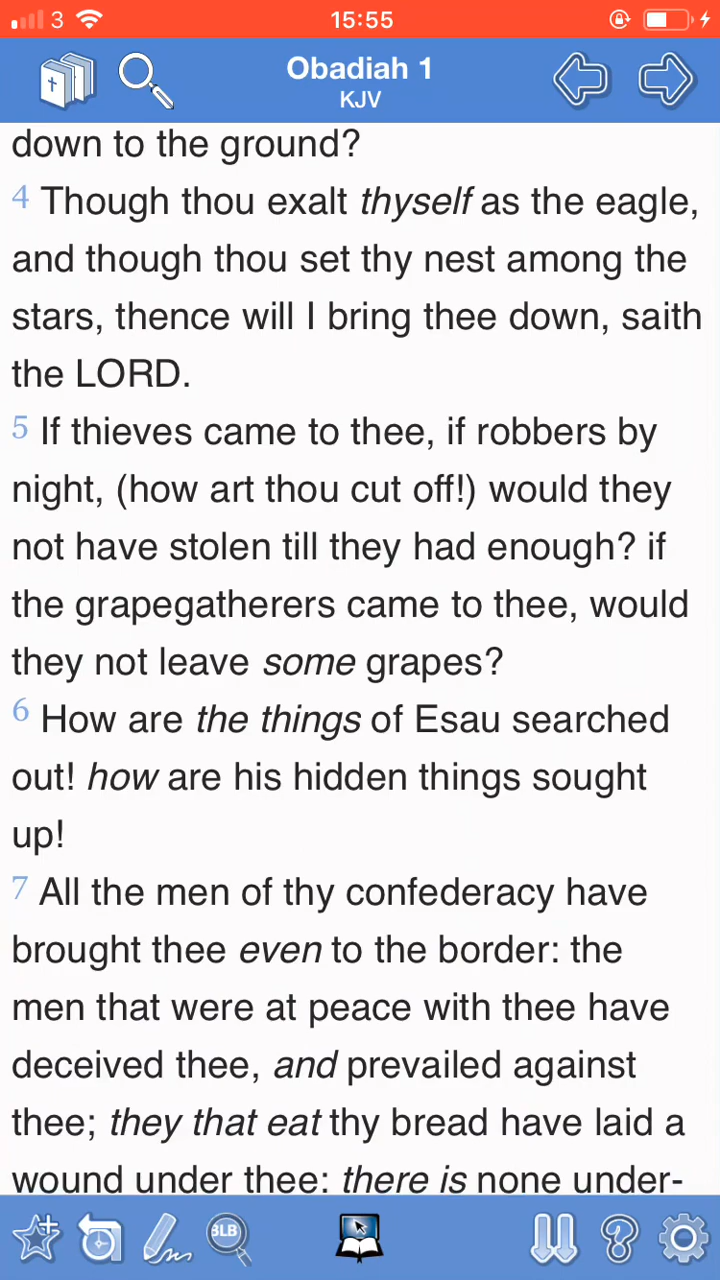 3 15:55
Obadiah 1
KJV
down to the ground?
4 Though thou exalt thyself as the eagle,
and though thou set thy nest among the
stars, thence will I bring thee down, saith
the LORD.
5 If thieves came to thee, if robbers by
night, (how art thou cut off!) would they
not have stolen till they had enough? if
the grapegatherers came to thee, would
they not leave some grapes?
6 How are the things of Esau searched
out! how are his hidden things sought
up!
7 All the men of thy confederacy have
brought thee even to the border: the
men that were at peace with thee have
deceived thee, and prevailed against
thee; they that eat thy bread have laid a
wound under thee: there is none under-
BLB